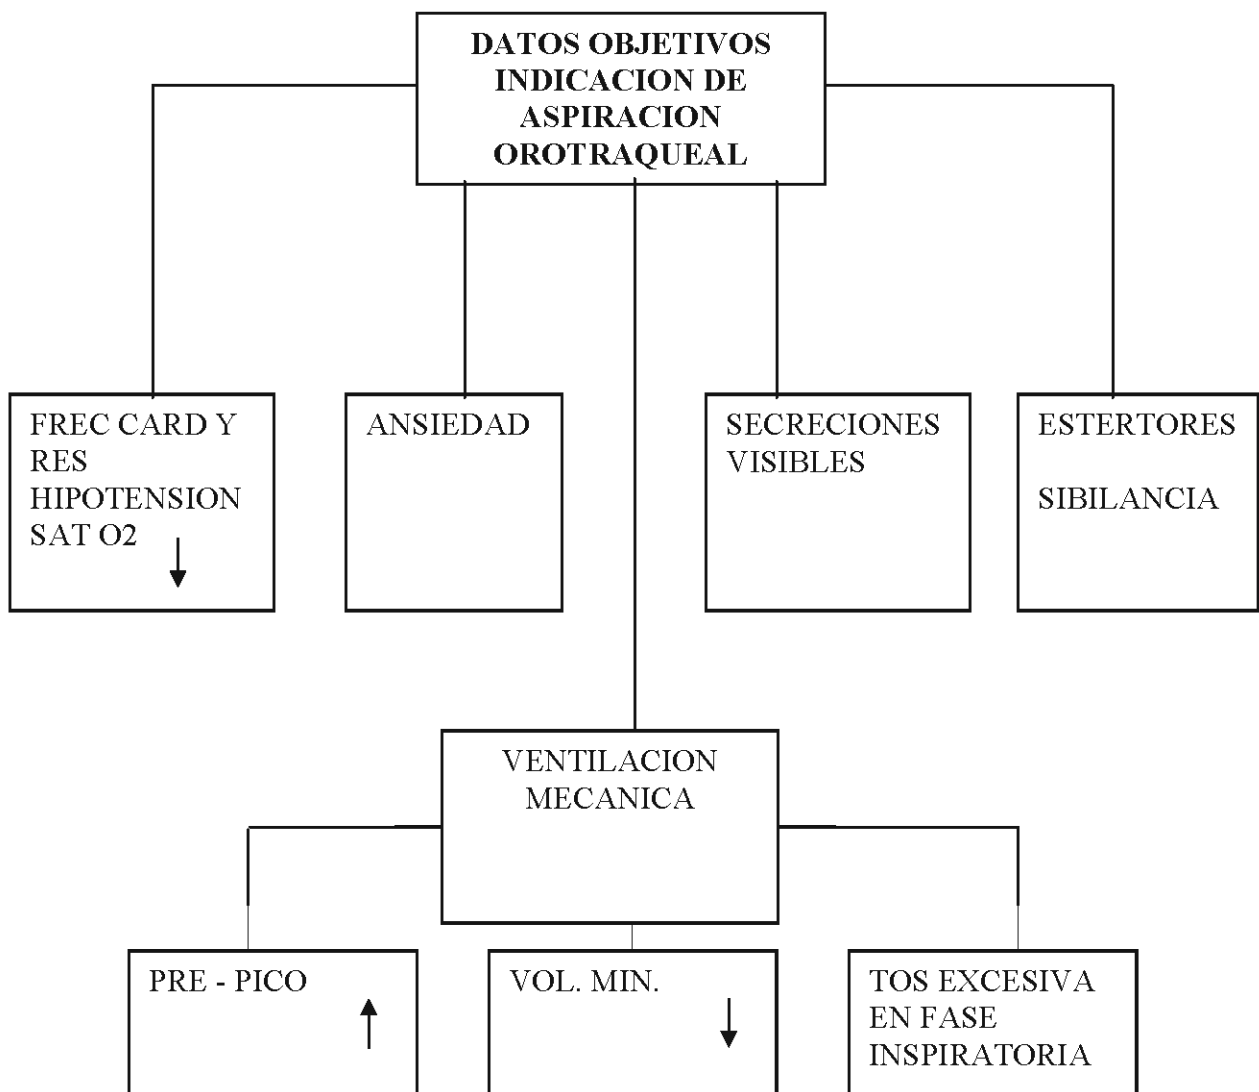 DATOS OBJETIVOS
INDICACION DE
ASPIRACION
OROTRAQUEAL
FREC CARD Y
RES
HIPOTENSION
SAT O2
ANSIEDAD
SECRECIONES
VISIBLES
ESTERTORES
SIBILANCIA
VENTILACION
MECANICA
PRE - PICO
VOL. MIN.
TOS EXCESIVA
EN FASE
INSPIRATORIA